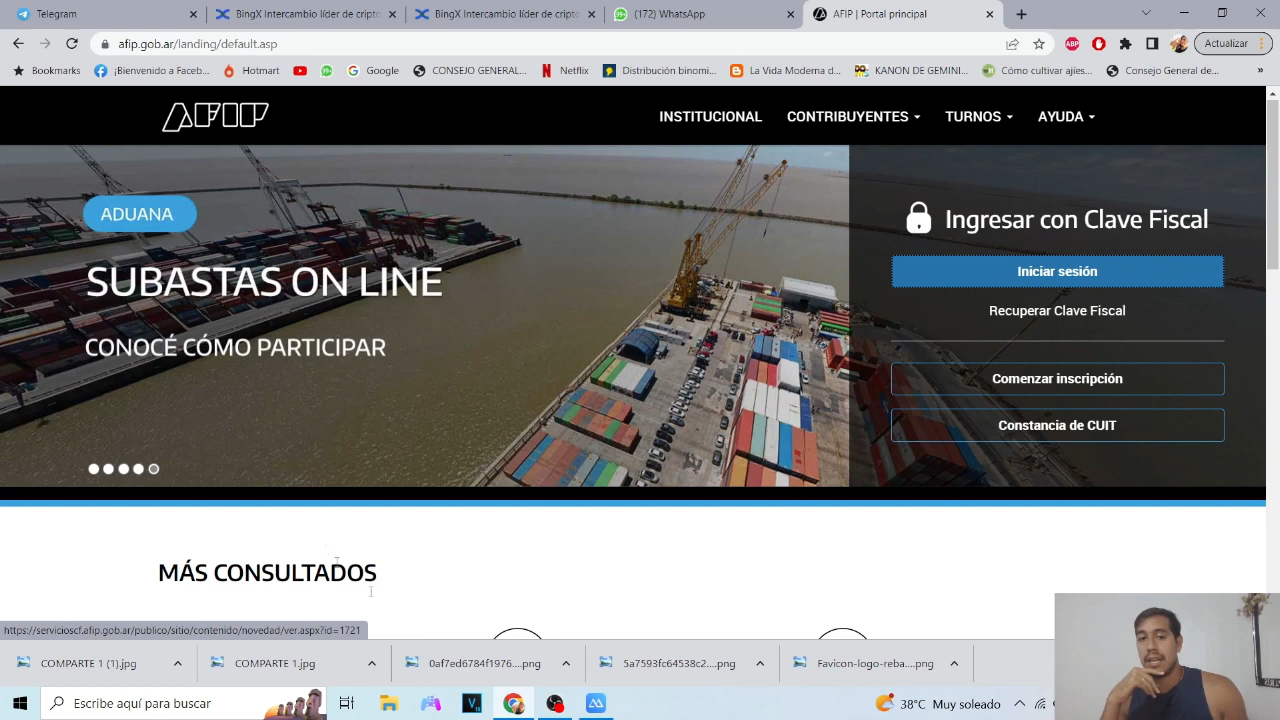 Telegram
BingX Intercambio líder de cripto
BingX Intercambio líder de cripto
(172) WhatsApp
AFIP | Portal principal
afip.gob.ar/landing/default.asp
ABP
Actualizar
Bookmarks
¡Bienvenido a Faceb...
Hotmart
CONSEJO GENERAL...
Google
Netflix
Distribución binomi...
La Vida Moderna d...
KANON DE GEMINI...
Cómo cultivar ajíes...
Consejo General de...
AFIP
INSTITUCIONAL
CONTRIBUYENTES
TURNOS
AYUDA
ADUANA
SUBASTAS ON LINE
CONOCÉ CÓMO PARTICIPAR
Ingresar con Clave Fiscal
Iniciar sesión
Recuperar Clave Fiscal
Comenzar inscripción
Constancia de CUIT
MÁS CONSULTADOS
https://servicioscf.afip.gob.ar/publico/sitio/contenido/novedad/ver.aspx?id=1721
COMPARTE 1 (1).jpg
COMPARTE 1.jpg
0af7ed6784f1976....png
5a7593fc64538c2....png
Favicon-logo-reba....png
Escribe aquí para buscar
38°C Muy soleado